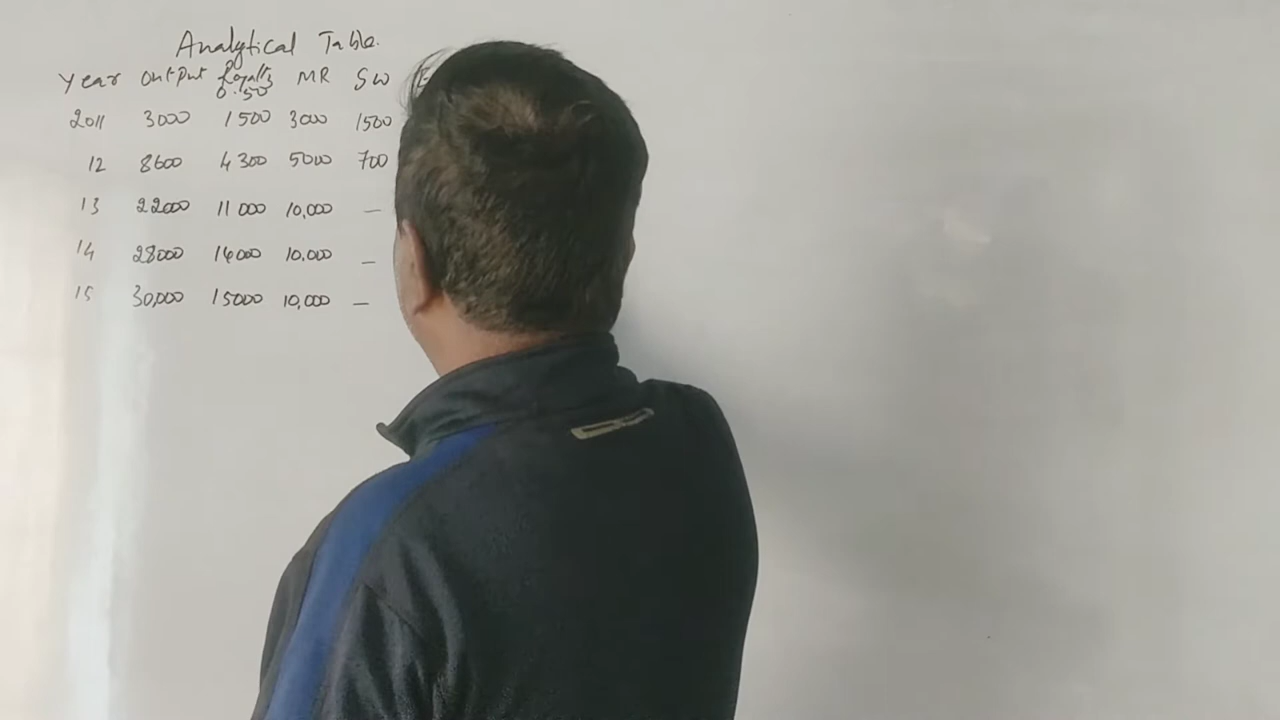 Analytical Table.
Year Output Royalty MR SW
0.50
2011 3000 1500 3000 1500
12 8600 4300 5000 700
13 22000 11000 10,000 —
14 28000 14000 10,000 —
15 30,000 15000 10,000 —